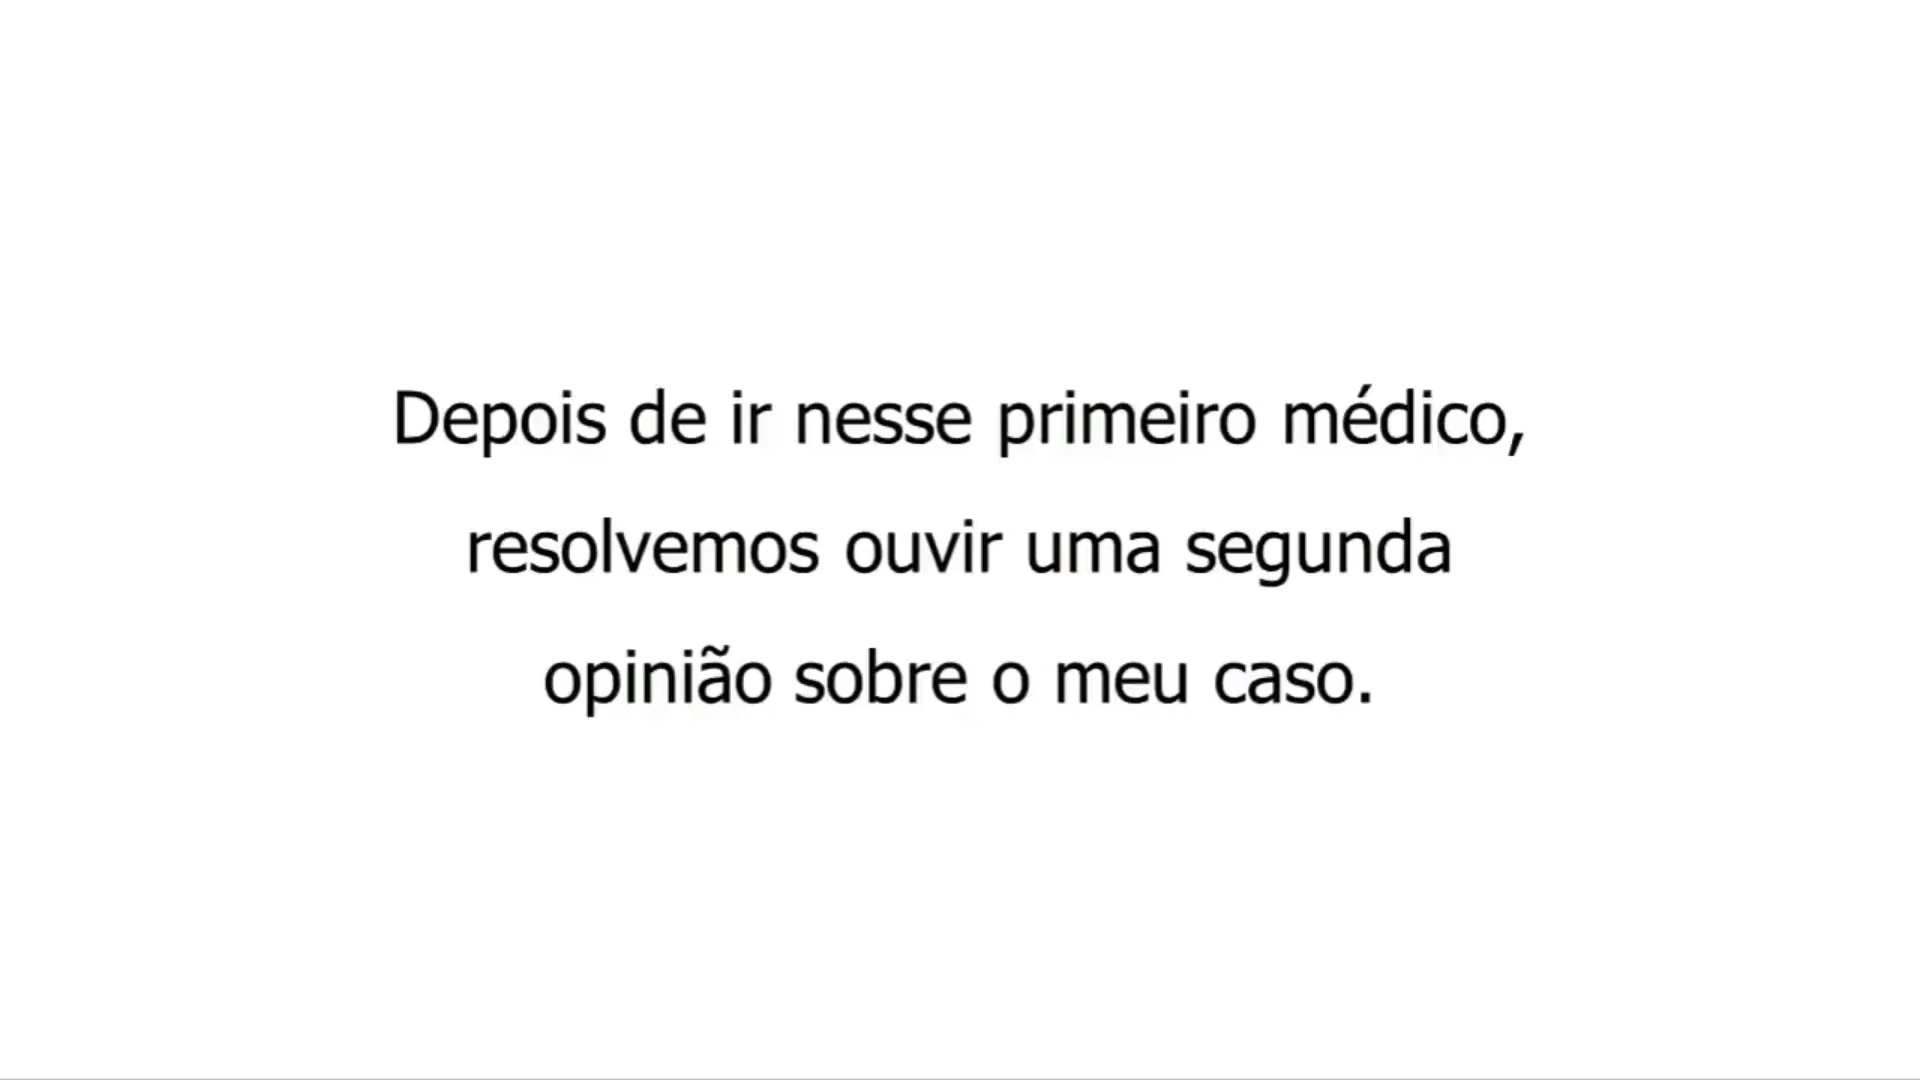 Depois de ir nesse primeiro médico,
resolvemos ouvir uma segunda
opinião sobre o meu caso.